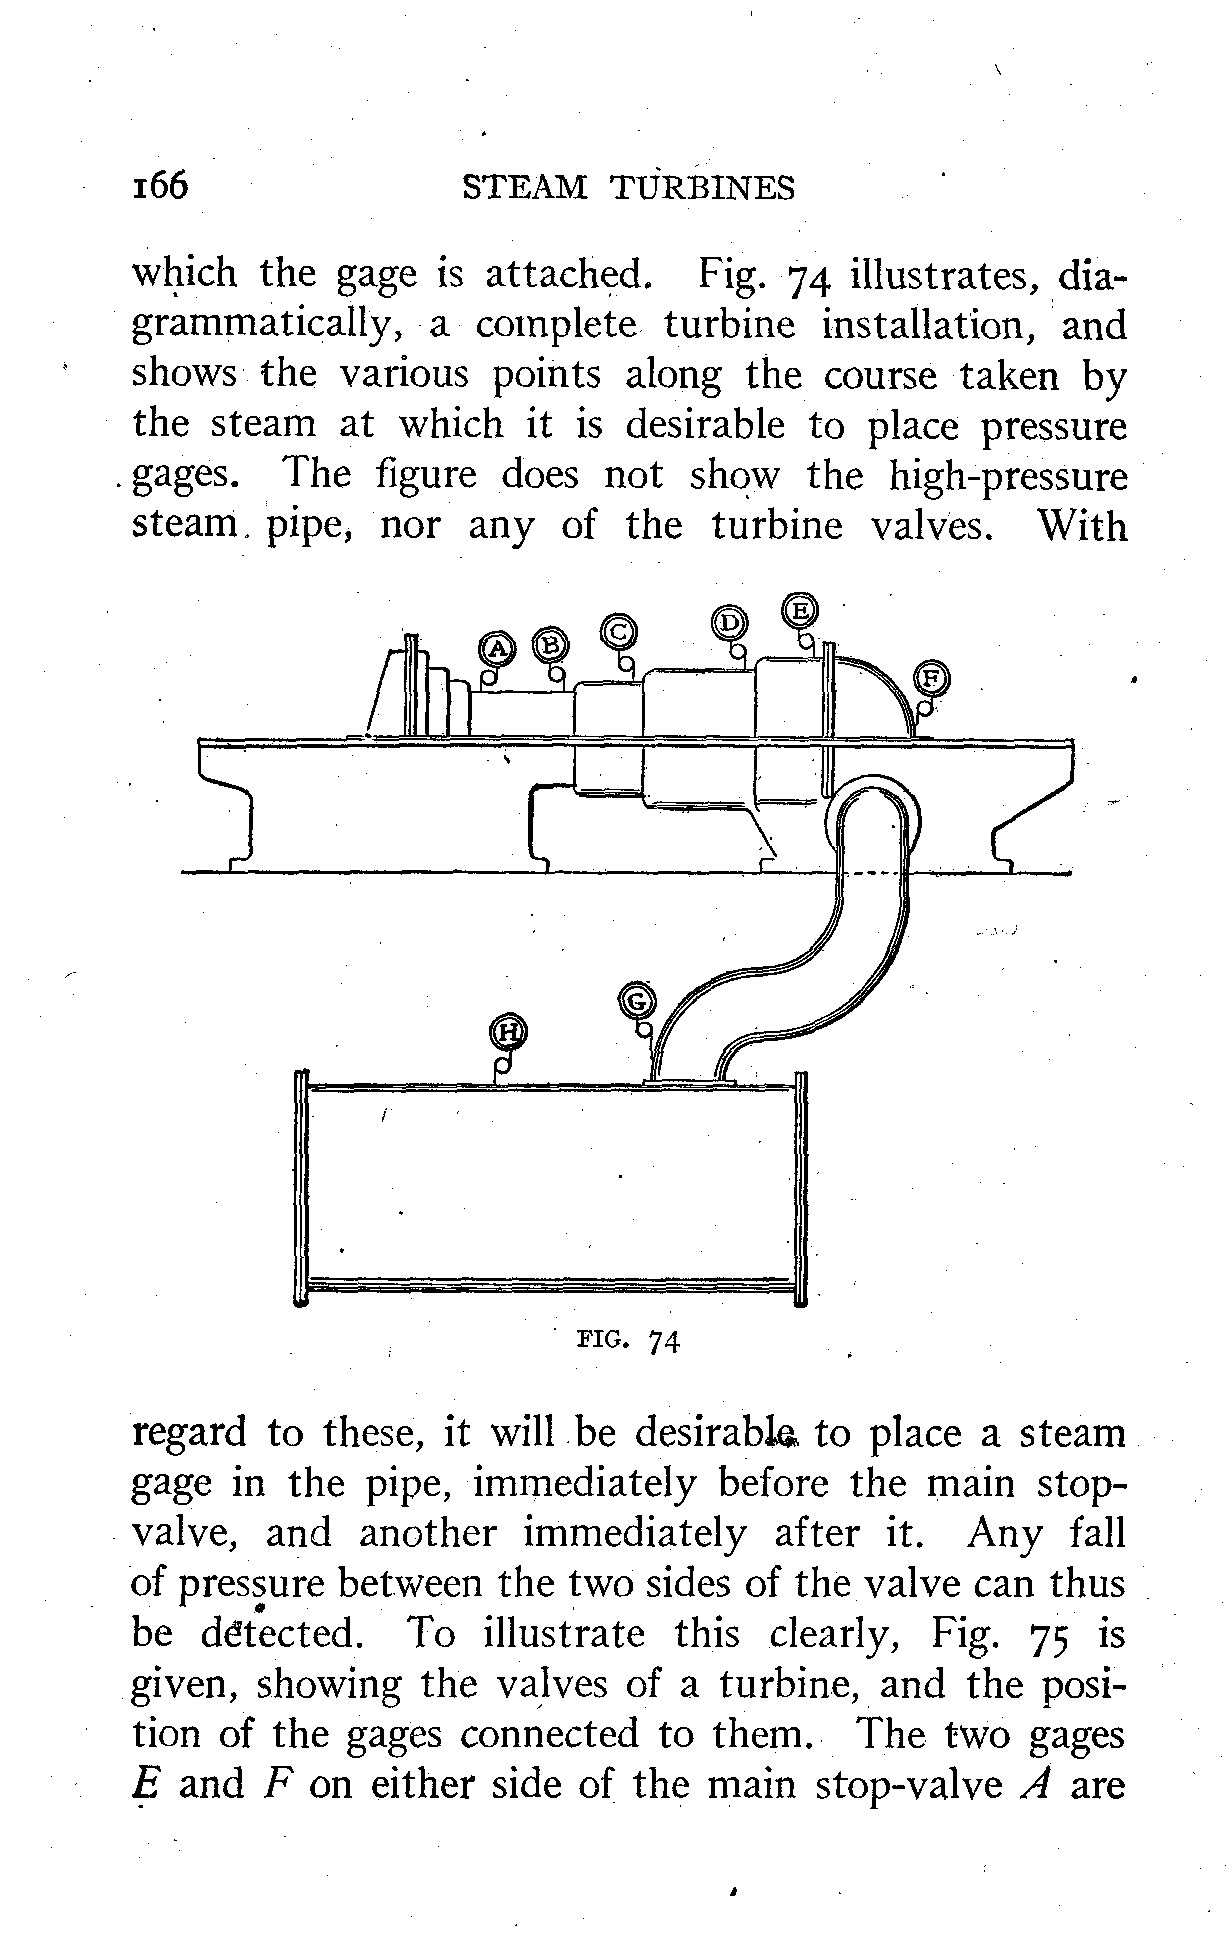 166 STEAM TURBINES
which the gage is attached. Fig. 74 illustrates, dia-
grammatically, a complete turbine installation, and
shows the various points along the course taken by
the steam at which it is desirable to place pressure
gages. The figure does not show the high-pressure
steam pipe, nor any of the turbine valves. With
A B C D E
F
G
H
FIG. 74
regard to these, it will be desirable to place a steam
gage in the pipe, immediately before the main stop-
valve, and another immediately after it. Any fall
of pressure between the two sides of the valve can thus
be detected. To illustrate this clearly, Fig. 75 is
given, showing the valves of a turbine, and the posi-
tion of the gages connected to them. The two gages
E and F on either side of the main stop-valve A are